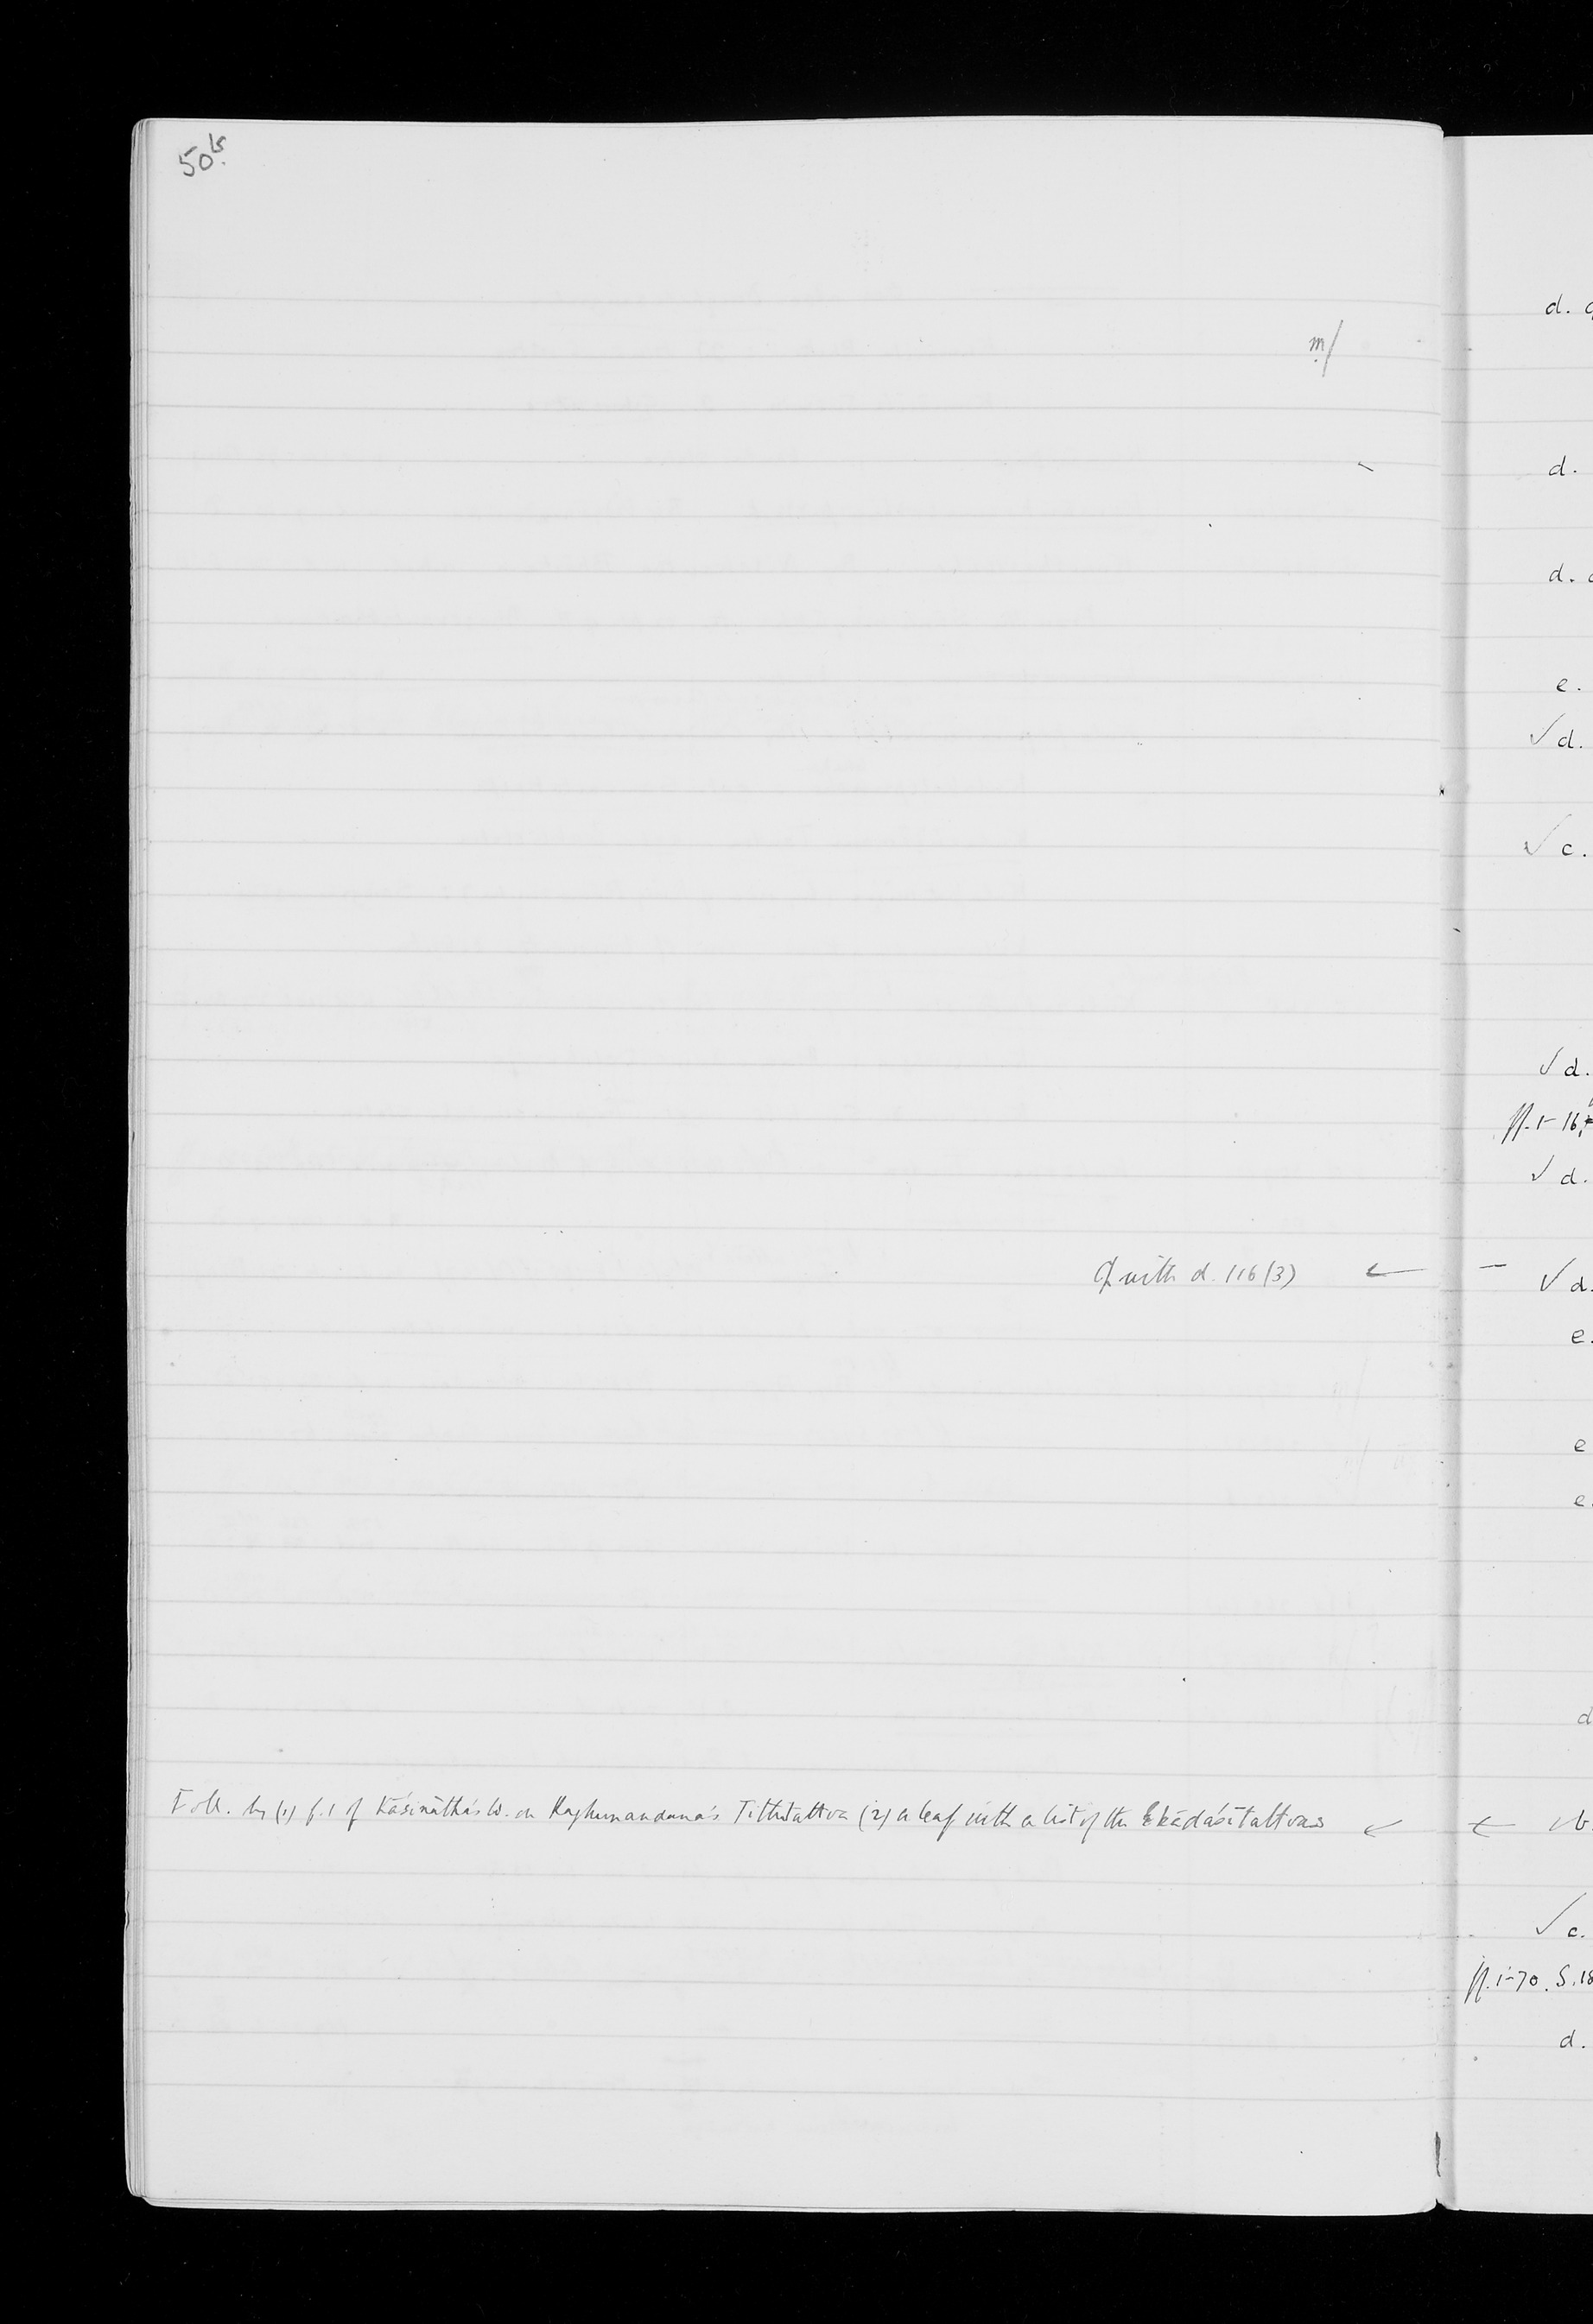 50b.
ṃ/
d.
d.
d.
e.
✓ d.
✓ c.
✓ d.
ff. 1-16,
✓ d.
Cf with d. 116(3) ← – ✓ d.
e.
e
e.
d
Foll. by (1) f. 1 of Kāśīnātha's w. on Raghunandana's Tithitattva (2) a leaf with a list of the Ekādaśītattvas ← ← ✓ b.
✓ c.
ff. 1-70. S. 18
d.